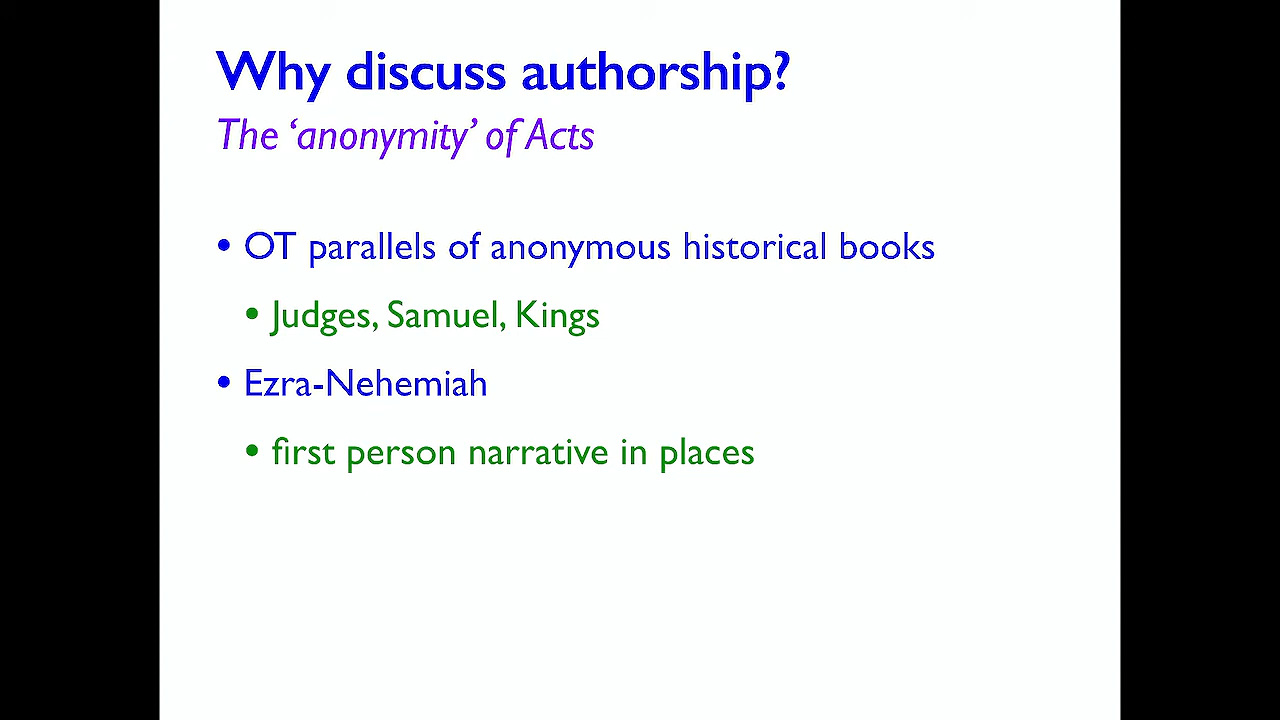 Why discuss authorship?
The ‘anonymity’ of Acts
• OT parallels of anonymous historical books
• Judges, Samuel, Kings
• Ezra-Nehemiah
• first person narrative in places